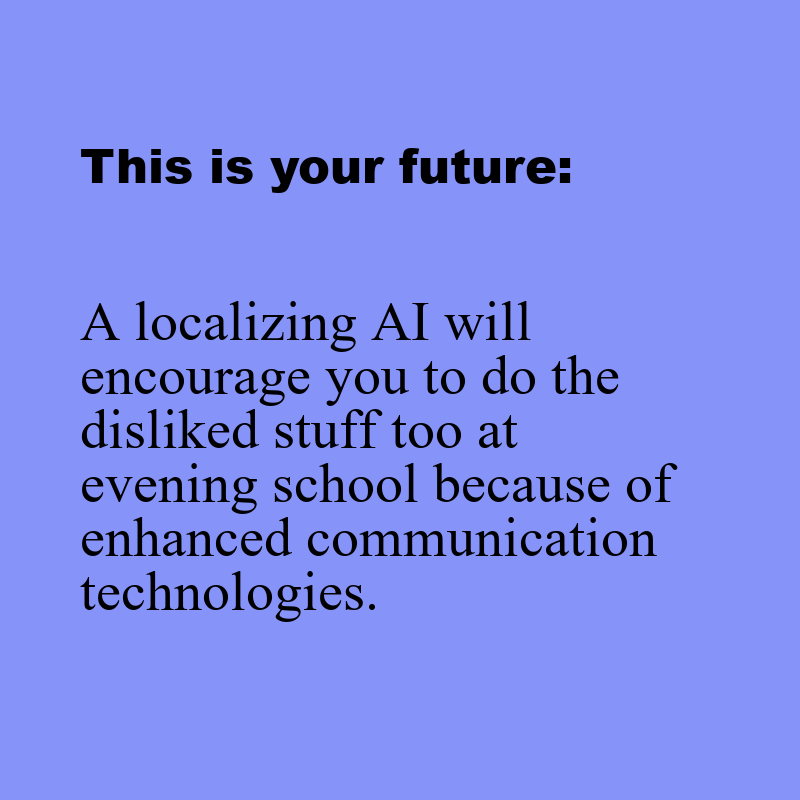 This is your future:
A localizing AI will
encourage you to do the
disliked stuff too at
evening school because of
enhanced communication
technologies.